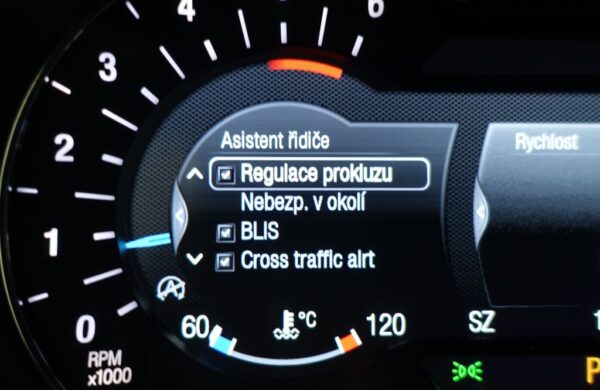 6
4
5
3
Asistent řidiče
Rychlost
2
Regulace prokluzu
Nebezp. v okolí
BLIS
1
Cross traffic alrt
A
60
°C
120
SZ
0
RPM
x1000
P